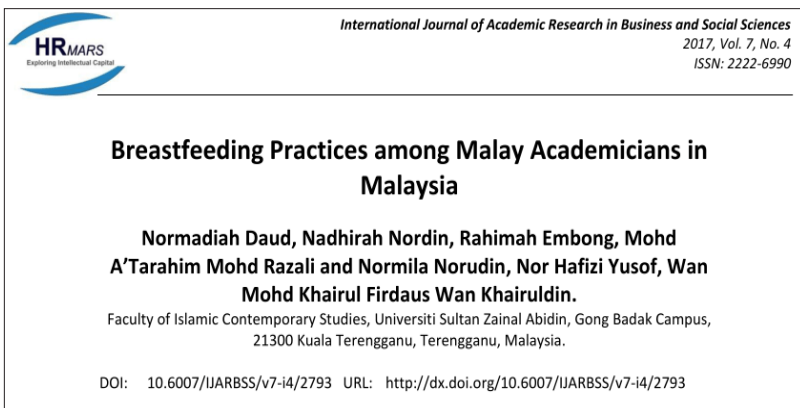 HRMARS
Exploring Intellectual Capital
International Journal of Academic Research in Business and Social Sciences
2017, Vol. 7, No. 4
ISSN: 2222-6990
Breastfeeding Practices among Malay Academicians in
Malaysia
Normadiah Daud, Nadhirah Nordin, Rahimah Embong, Mohd
A’Tarahim Mohd Razali and Normila Norudin, Nor Hafizi Yusof, Wan
Mohd Khairul Firdaus Wan Khairuldin.
Faculty of Islamic Contemporary Studies, Universiti Sultan Zainal Abidin, Gong Badak Campus,
21300 Kuala Terengganu, Terengganu, Malaysia.
DOI: 10.6007/IJARBSS/v7-i4/2793 URL: http://dx.doi.org/10.6007/IJARBSS/v7-i4/2793